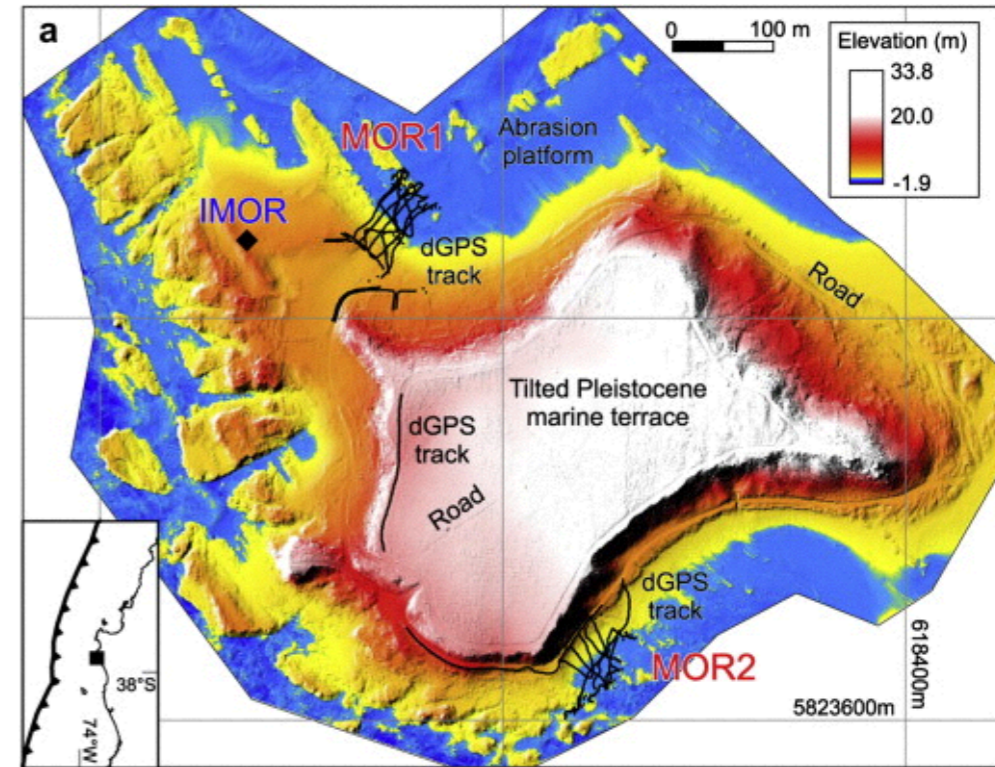 a
0 100 m
Elevation (m)
33.8
20.0
-1.9
MOR1
Abrasion
platform
IMOR
dGPS
track
Road
Tilted Pleistocene
marine terrace
dGPS
track
Road
dGPS
track
MOR2
618400m
5823600m
38°S
74°W